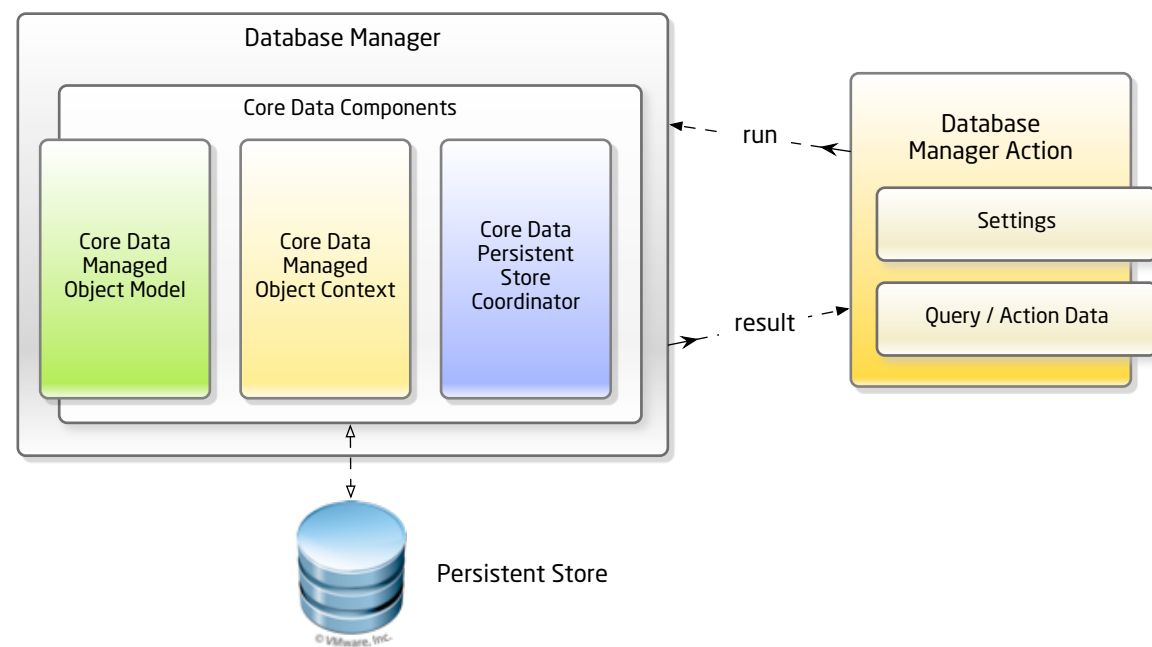 Database Manager
Core Data Components
Core Data
Managed
Object Model
Core Data
Managed
Object Context
Core Data
Persistent
Store
Coordinator
run
result
Database
Manager Action
Settings
Query / Action Data
Persistent Store
© VMware, Inc.